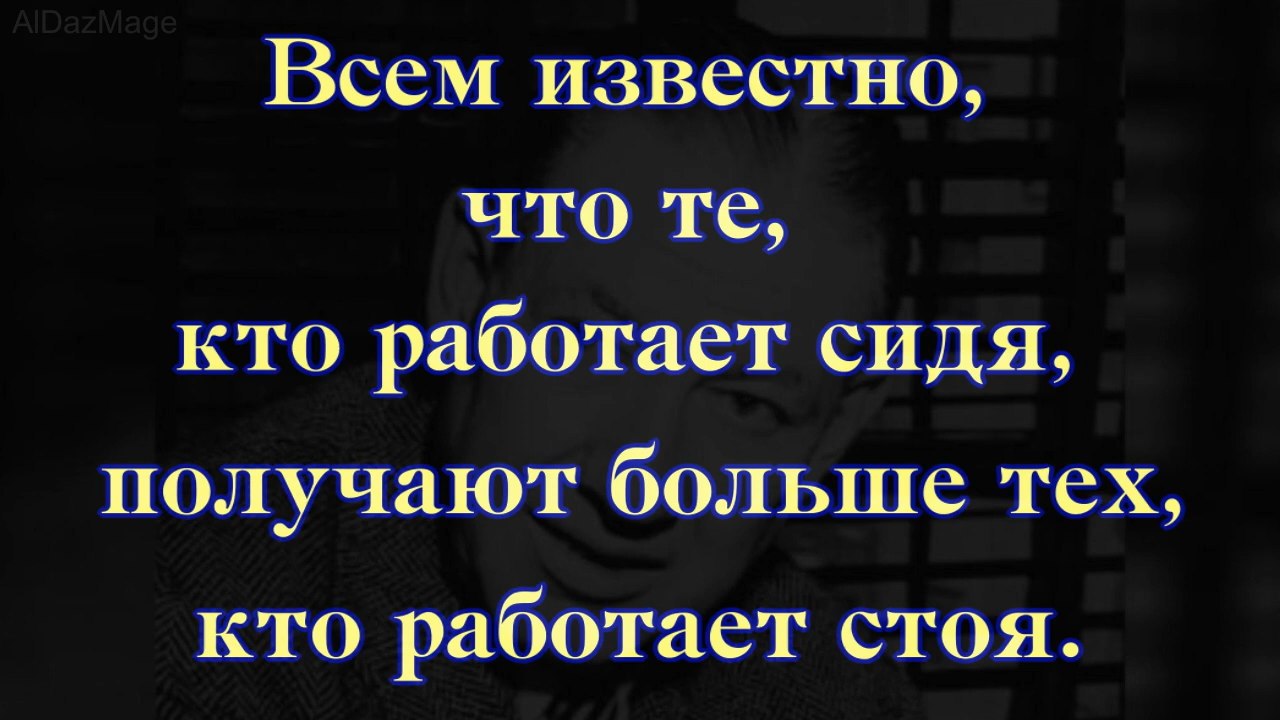 AlDazMage
Всем известно,
что те,
кто работает сидя,
получают больше тех,
кто работает стоя.